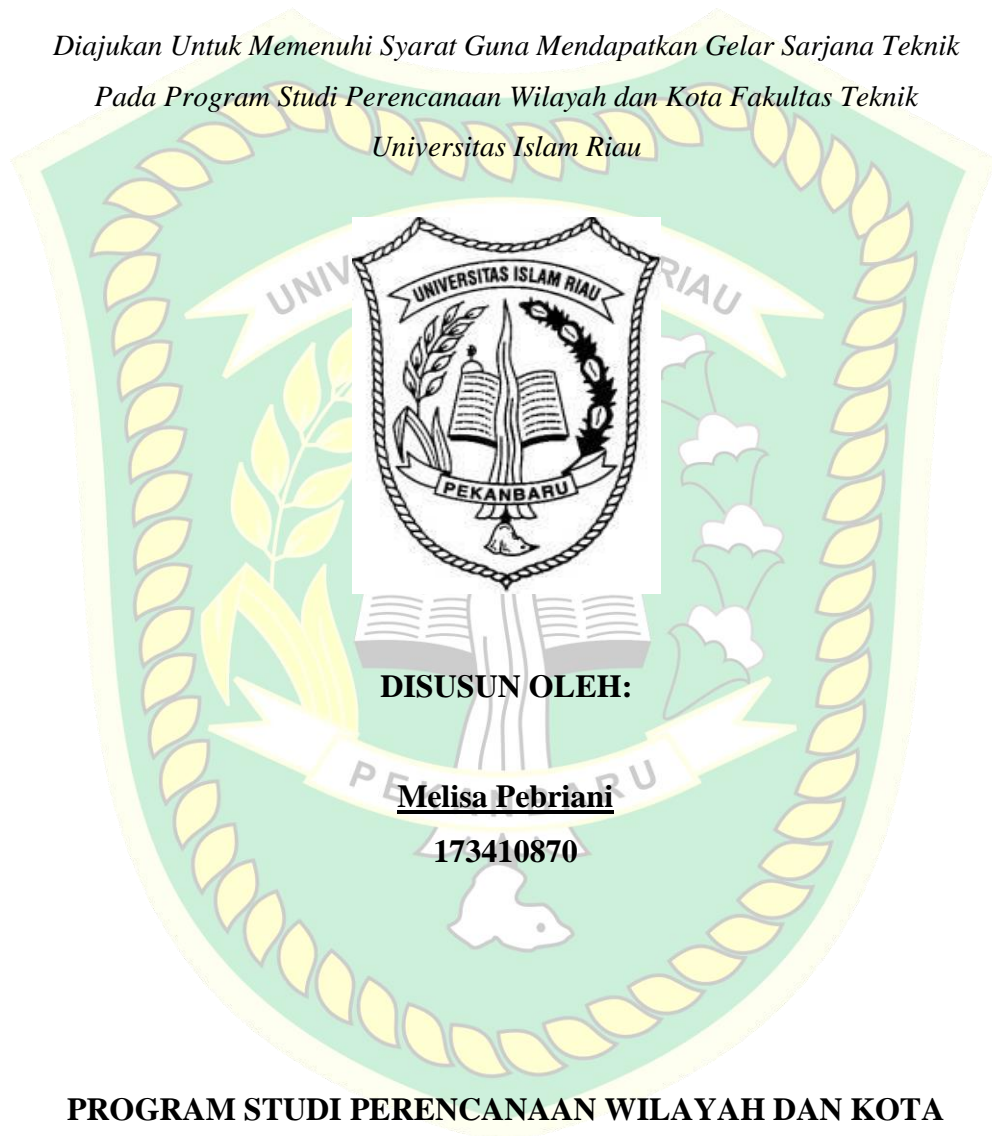 Diajukan Untuk Memenuhi Syarat Guna Mendapatkan Gelar Sarjana Teknik
Pada Program Studi Perencanaan Wilayah dan Kota Fakultas Teknik
Universitas Islam Riau
UNIVERSITAS ISLAM RIAU
PEKANBARU
DISUSUN OLEH:
PEKANBARU
Melisa Pebriani
173410870
PROGRAM STUDI PERENCANAAN WILAYAH DAN KOTA